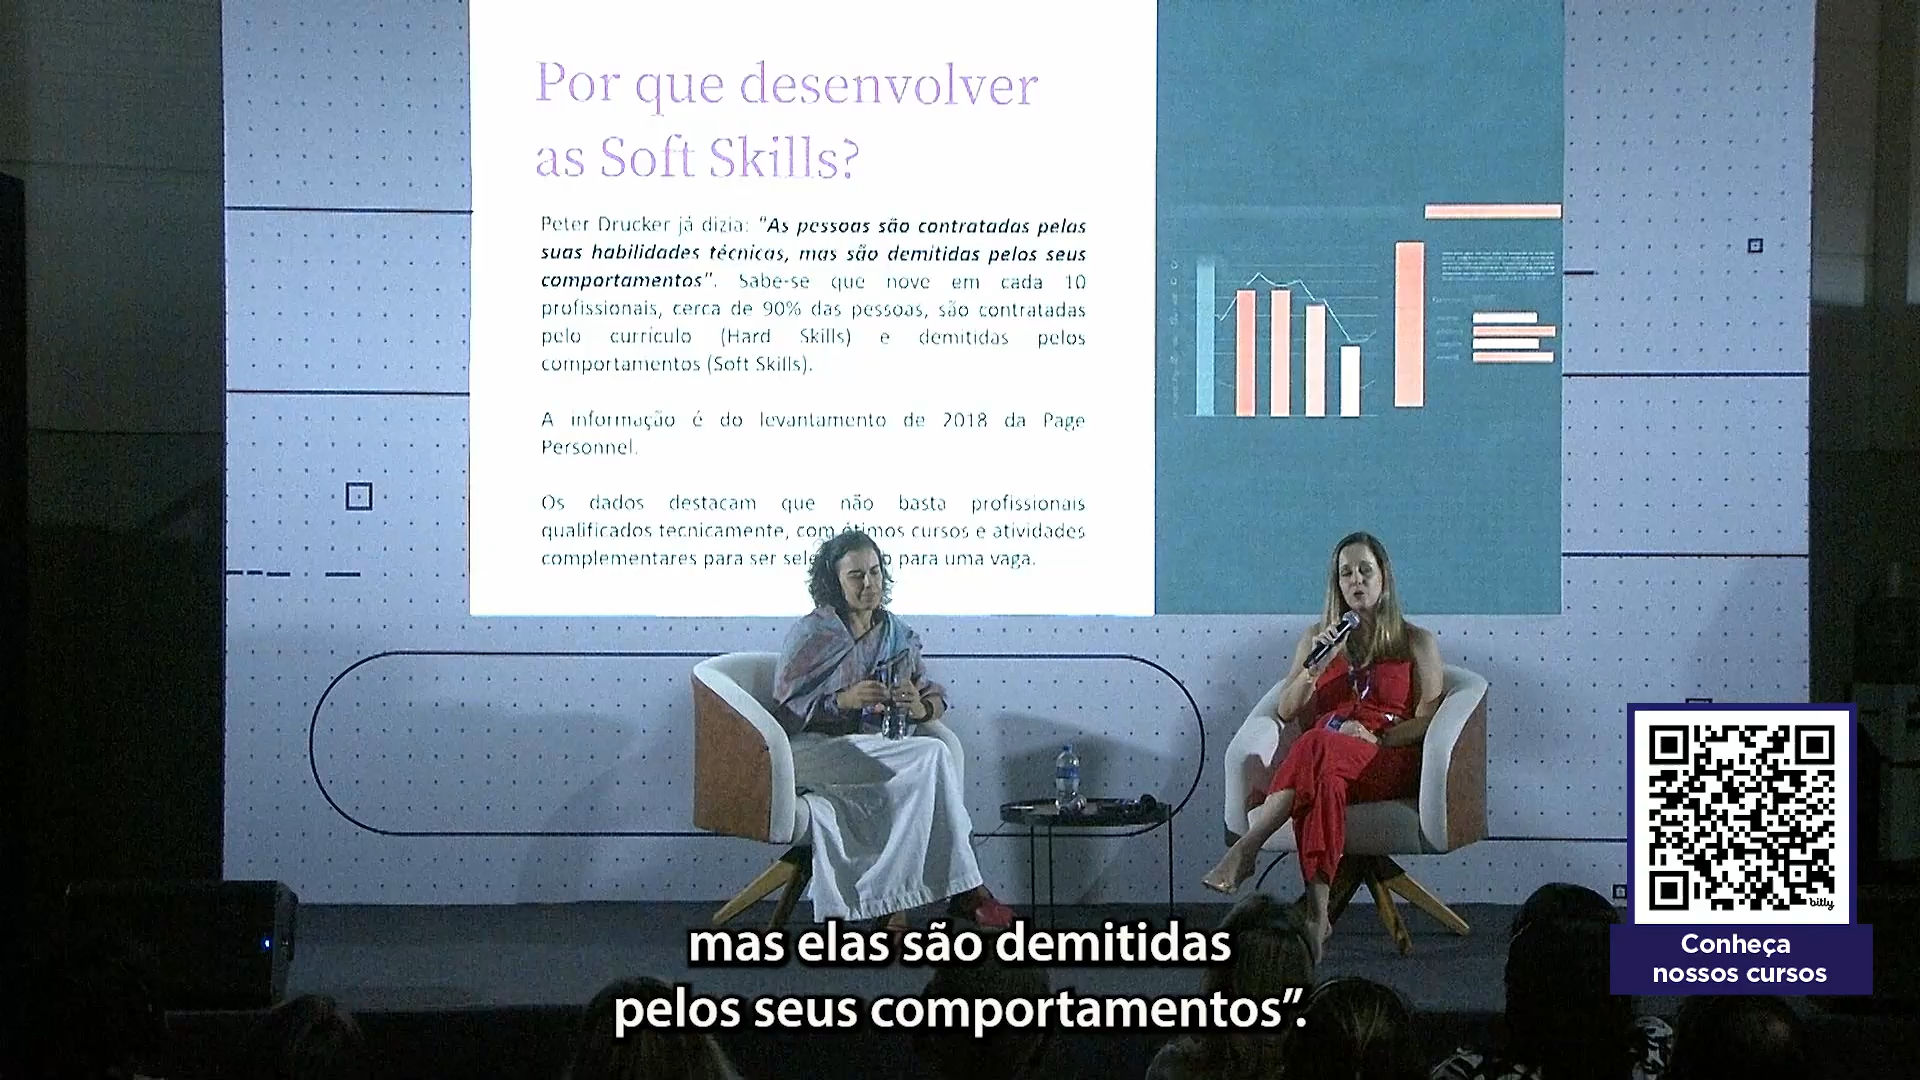 Por que desenvolver
as Soft Skills?
Peter Drucker já dizia: "As pessoas são contratadas pelas
suas habilidades técnicas, mas são demitidas pelos seus
comportamentos". Sabe-se que nove em cada 10
profissionais, cerca de 90% das pessoas, são contratadas
pelo currículo (Hard Skills) e demitidas pelos
comportamentos (Soft Skills).
A informação é do levantamento de 2018 da Page
Personnel.
Os dados destacam que não basta profissionais
qualificados tecnicamente, com ótimos cursos e atividades
complementares para ser para uma vaga.
bitly
Conheça
nossos cursos
mas elas são demitidas
pelos seus comportamentos”.